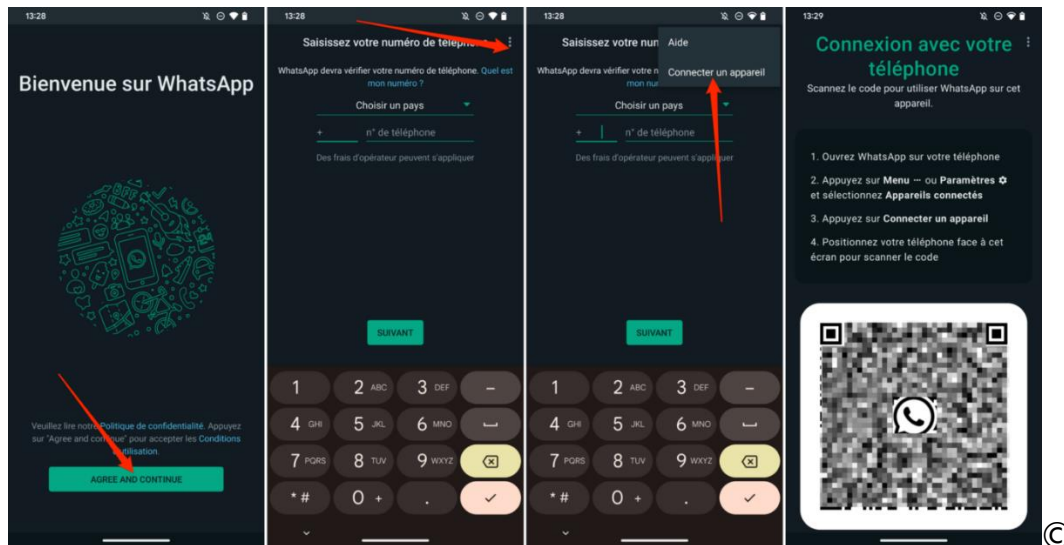 13:28
Bienvenue sur WhatsApp
Veuillez lire notre Politique de confidentialité. Appuyez
sur "Agree and continue" pour accepter les Conditions
d'utilisation.
AGREE AND CONTINUE
13:28
Saisissez votre numéro de téléphone
WhatsApp devra vérifier votre numéro de téléphone. Quel est
mon numéro ?
Choisir un pays
+ n° de téléphone
Des frais d'opérateur peuvent s'appliquer
SUIVANT
1 2 ABC 3 DEF –
4 GHI 5 JKL 6 MNO
7 PQRS 8 TUV 9 WXYZ
* # 0 + .
13:28
Saisissez votre num
Aide
WhatsApp devra vérifier votre n
Connecter un appareil
mon nu
Choisir un pays
+ n° de téléphone
Des frais d'opérateur peuvent s'appliquer
SUIVANT
1 2 ABC 3 DEF –
4 GHI 5 JKL 6 MNO
7 PQRS 8 TUV 9 WXYZ
* # 0 + .
13:29
Connexion avec votre
téléphone
Scannez le code pour utiliser WhatsApp sur cet
appareil.
1. Ouvrez WhatsApp sur votre téléphone
2. Appuyez sur Menu ··· ou Paramètres
et sélectionnez Appareils connectés
3. Appuyez sur Connecter un appareil
4. Positionnez votre téléphone face à cet
écran pour scanner le code
©